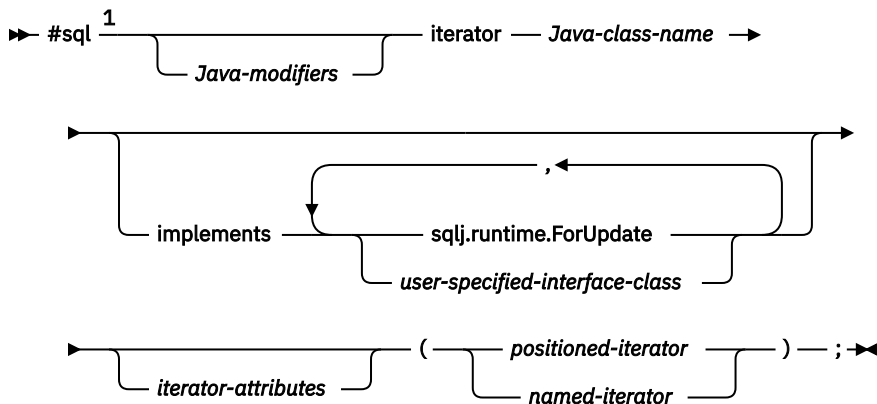 #sql 1 iterator Java-class-name
Java-modifiers
,
implements sqlj.runtime.ForUpdate
user-specified-interface-class
( positioned-iterator ) ;
iterator-attributes named-iterator